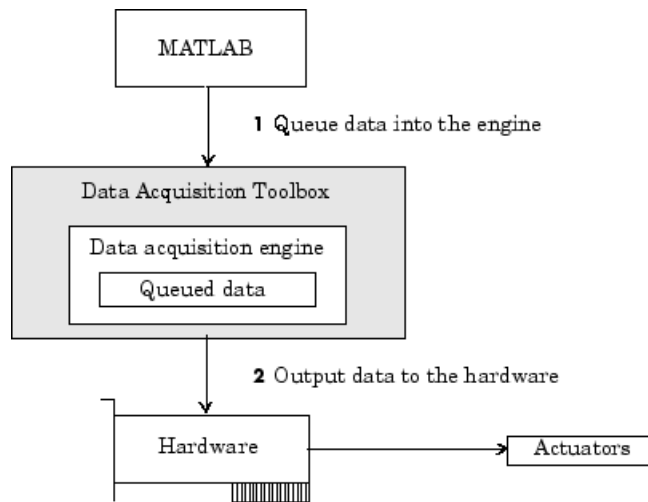 MATLAB
1 Queue data into the engine
Data Acquisition Toolbox
Data acquisition engine
Queued data
2 Output data to the hardware
Hardware
Actuators